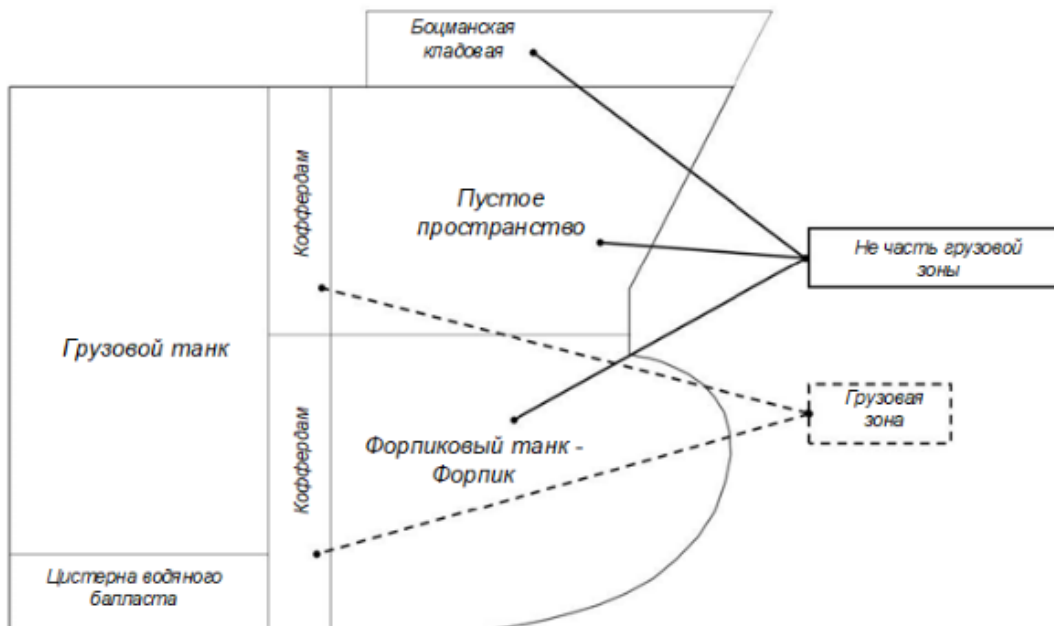 Боцманская
кладовая
Коффердам
Пустое
пространство
Не часть грузовой
зоны
Грузовой танк
Грузовая
зона
Коффердам
Форпиковый танк -
Форпик
Цистерна водяного
балласта